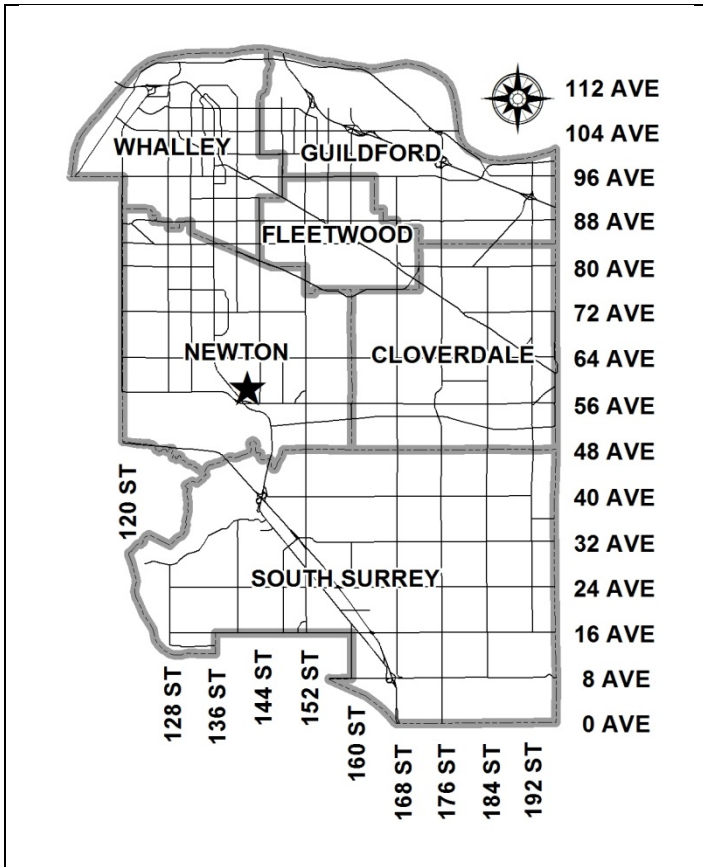 112 AVE
104 AVE
WHALLEY
GUILDFORD
96 AVE
88 AVE
FLEETWOOD
80 AVE
72 AVE
NEWTON
CLOVERDALE
64 AVE
56 AVE
48 AVE
120 ST
40 AVE
32 AVE
SOUTH SURREY
24 AVE
16 AVE
8 AVE
0 AVE
128 ST
136 ST
144 ST
152 ST
160 ST
168 ST
176 ST
184 ST
192 ST